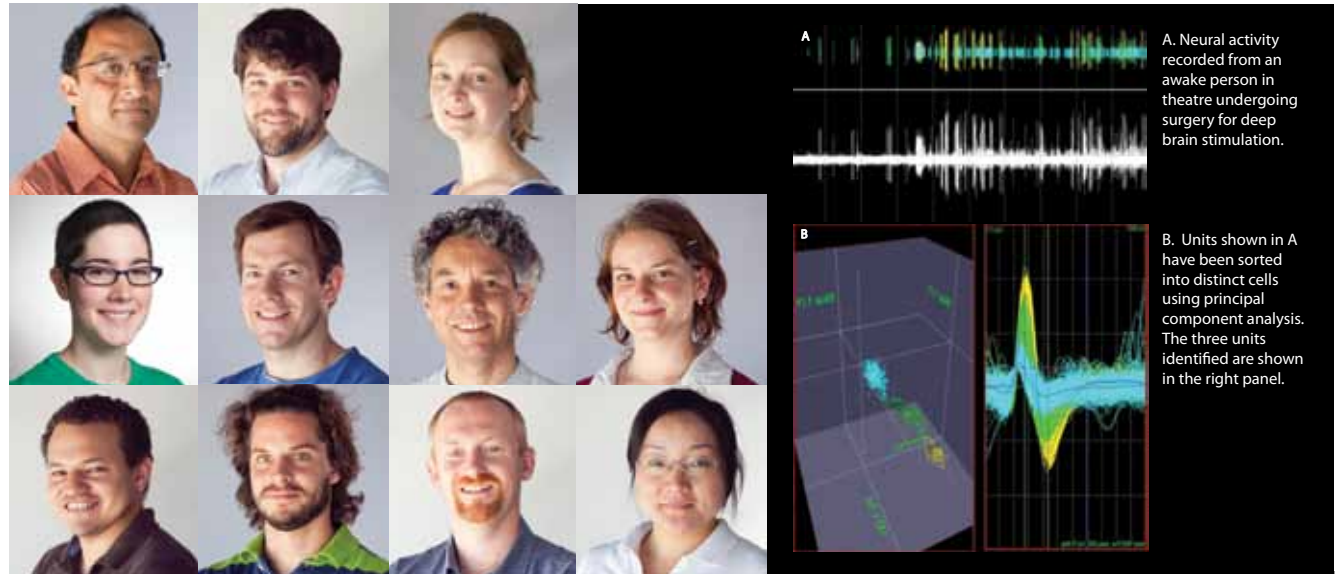 A
A. Neural activity
recorded from an
awake person in
theatre undergoing
surgery for deep
brain stimulation.
B
B. Units shown in A
have been sorted
into distinct cells
using principal
component analysis.
The three units
identified are shown
in the right panel.